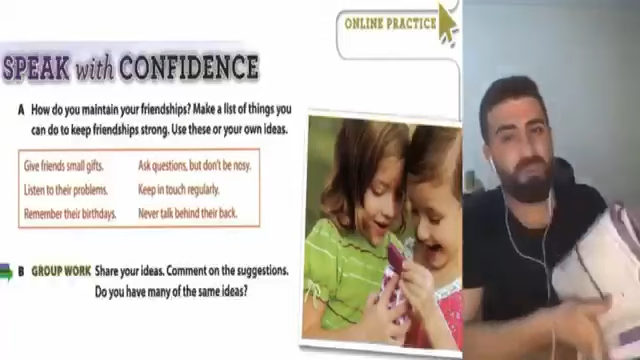 ONLINE PRACTICE
SPEAK with CONFIDENCE
A How do you maintain your friendships? Make a list of things you
can do to keep friendships strong. Use these or your own ideas.
Give friends small gifts. Ask questions, but don't be nosy.
Listen to their problems. Keep in touch regularly.
Remember their birthdays. Never talk behind their back.
B GROUP WORK Share your ideas. Comment on the suggestions.
Do you have many of the same ideas?